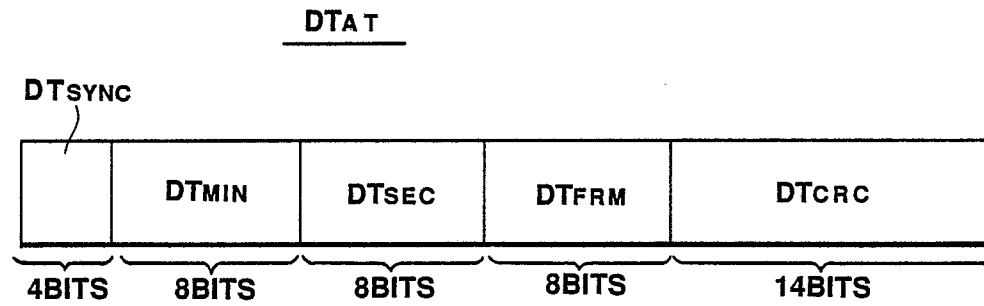 DTAT
DTSYNC
DTMIN DTSEC DTFRM DTCRC
4BITS 8BITS 8BITS 8BITS 14BITS